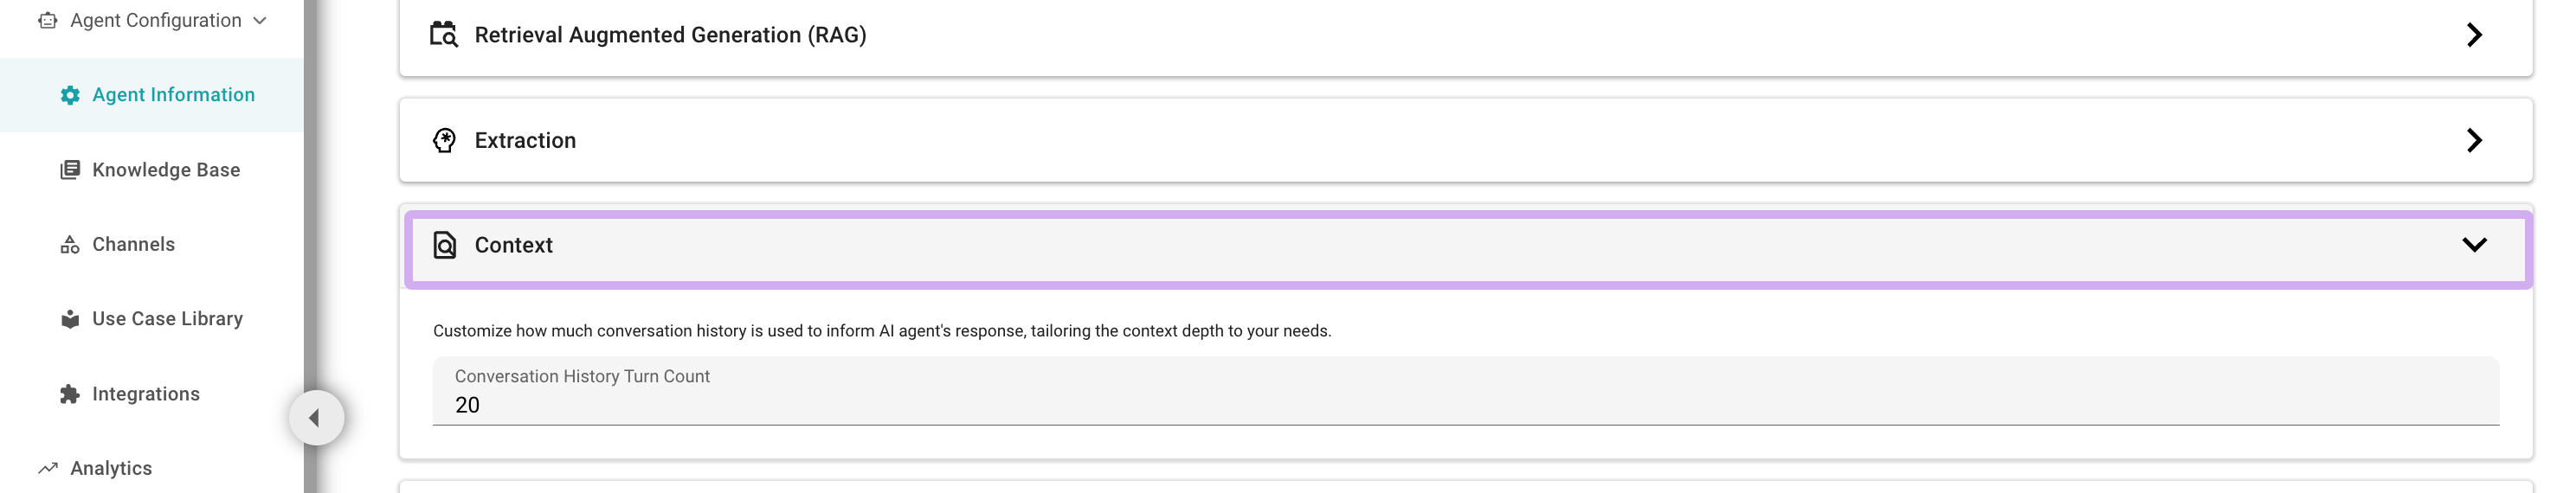 Agent Configuration
Agent Information
Knowledge Base
Channels
Use Case Library
Integrations
Analytics
Retrieval Augmented Generation (RAG)
Extraction
Context
Customize how much conversation history is used to inform AI agent's response, tailoring the context depth to your needs.
Conversation History Turn Count
20